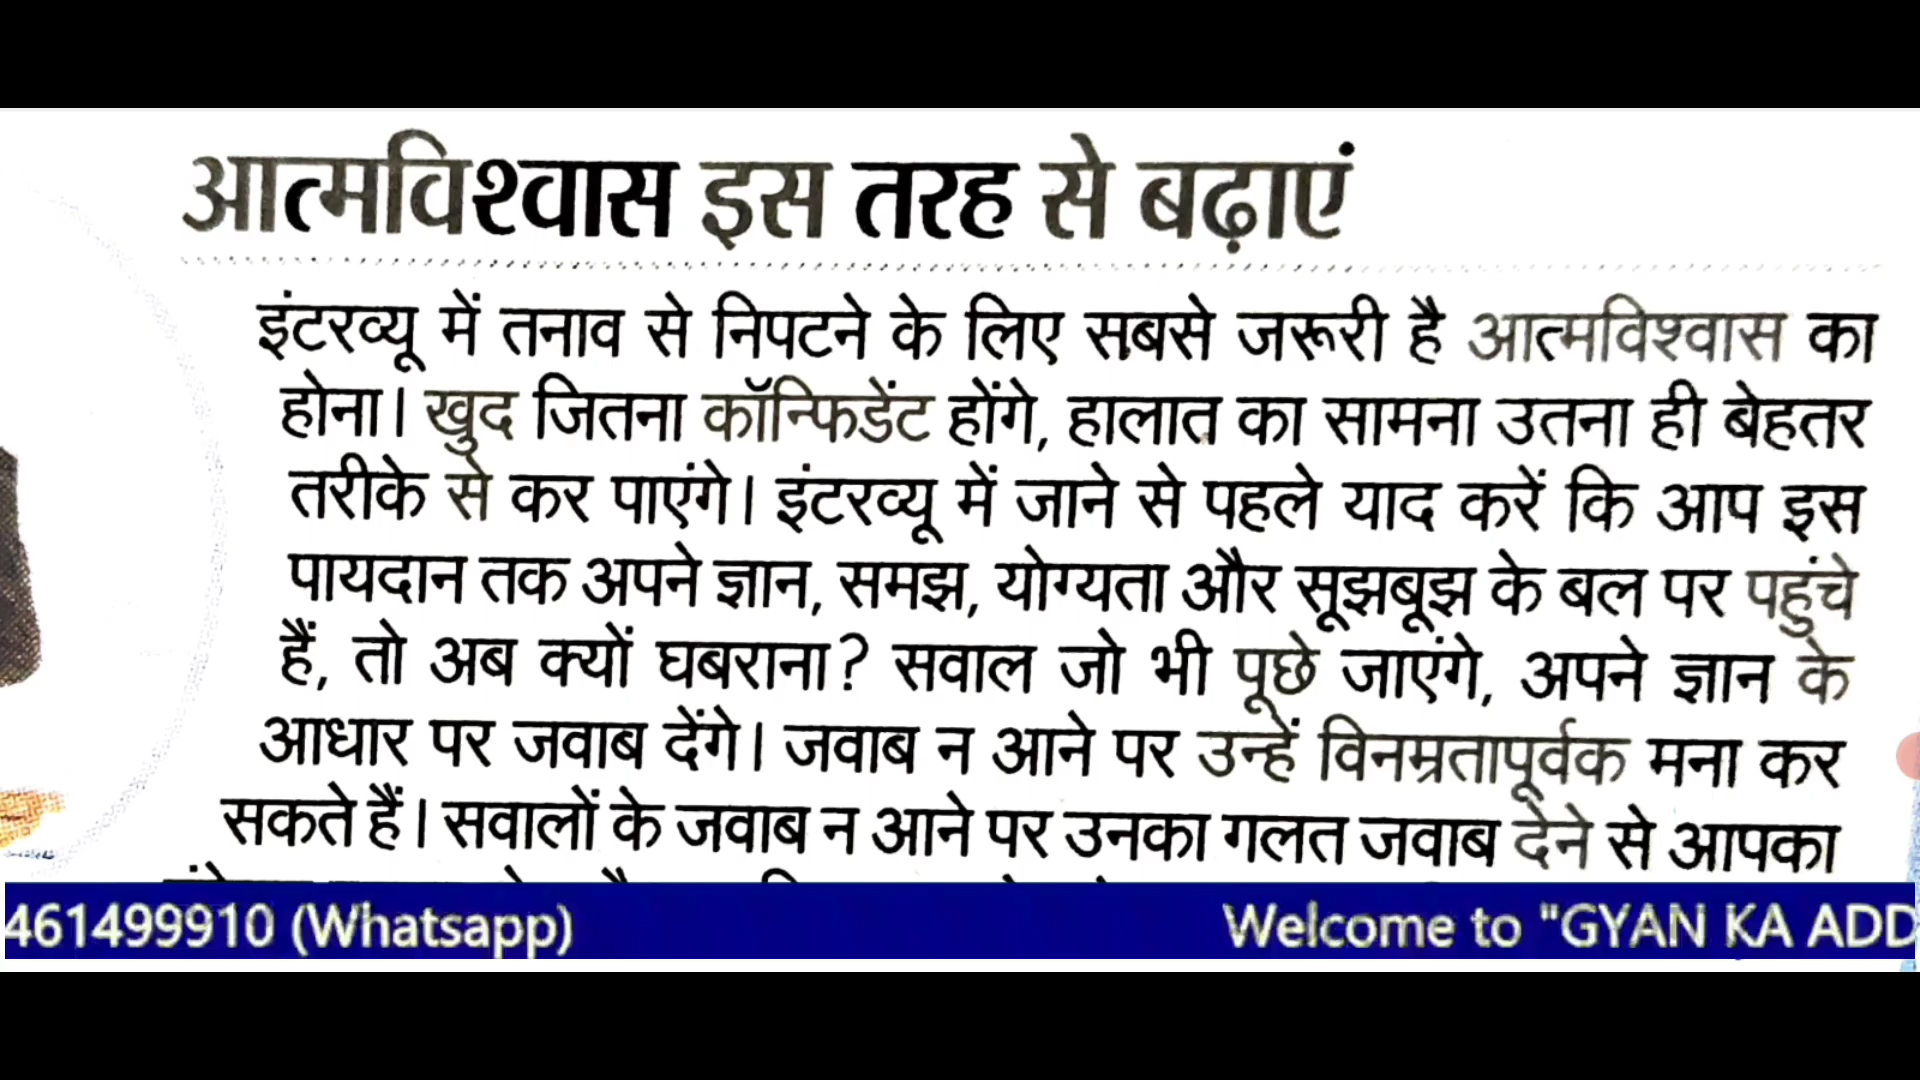 आत्मविश्वास इस तरह से बढ़ाएं
इंटरव्यू में तनाव से निपटने के लिए सबसे जरूरी है आत्मविश्वास का
होना। खुद जितना कॉन्फिडेंट होंगे, हालात का सामना उतना ही बेहतर
तरीके से कर पाएंगे। इंटरव्यू में जाने से पहले याद करें कि आप इस
पायदान तक अपने ज्ञान, समझ, योग्यता और सूझबूझ के बल पर पहुंचे
हैं, तो अब क्यों घबराना? सवाल जो भी पूछे जाएंगे, अपने ज्ञान के
आधार पर जवाब देंगे। जवाब न आने पर उन्हें विनम्रतापूर्वक मना कर
सकते हैं। सवालों के जवाब न आने पर उनका गलत जवाब देने से आपका
461499910 (Whatsapp) Welcome to "GYAN KA ADD